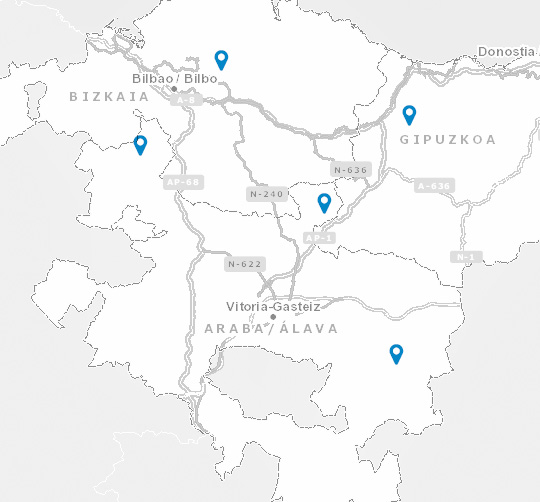 Donostia
Bilbao / Bilbo
BIZKAIA
A-8
GIPUZKOA
N-636
AP-68
A-636
N-240
AP-1
N-1
N-622
Vitoria-Gasteiz
ARABA/ÁLAVA